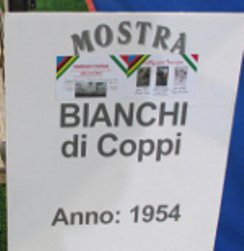 MOSTRA
BIANCHI
di Coppi
Anno: 1954